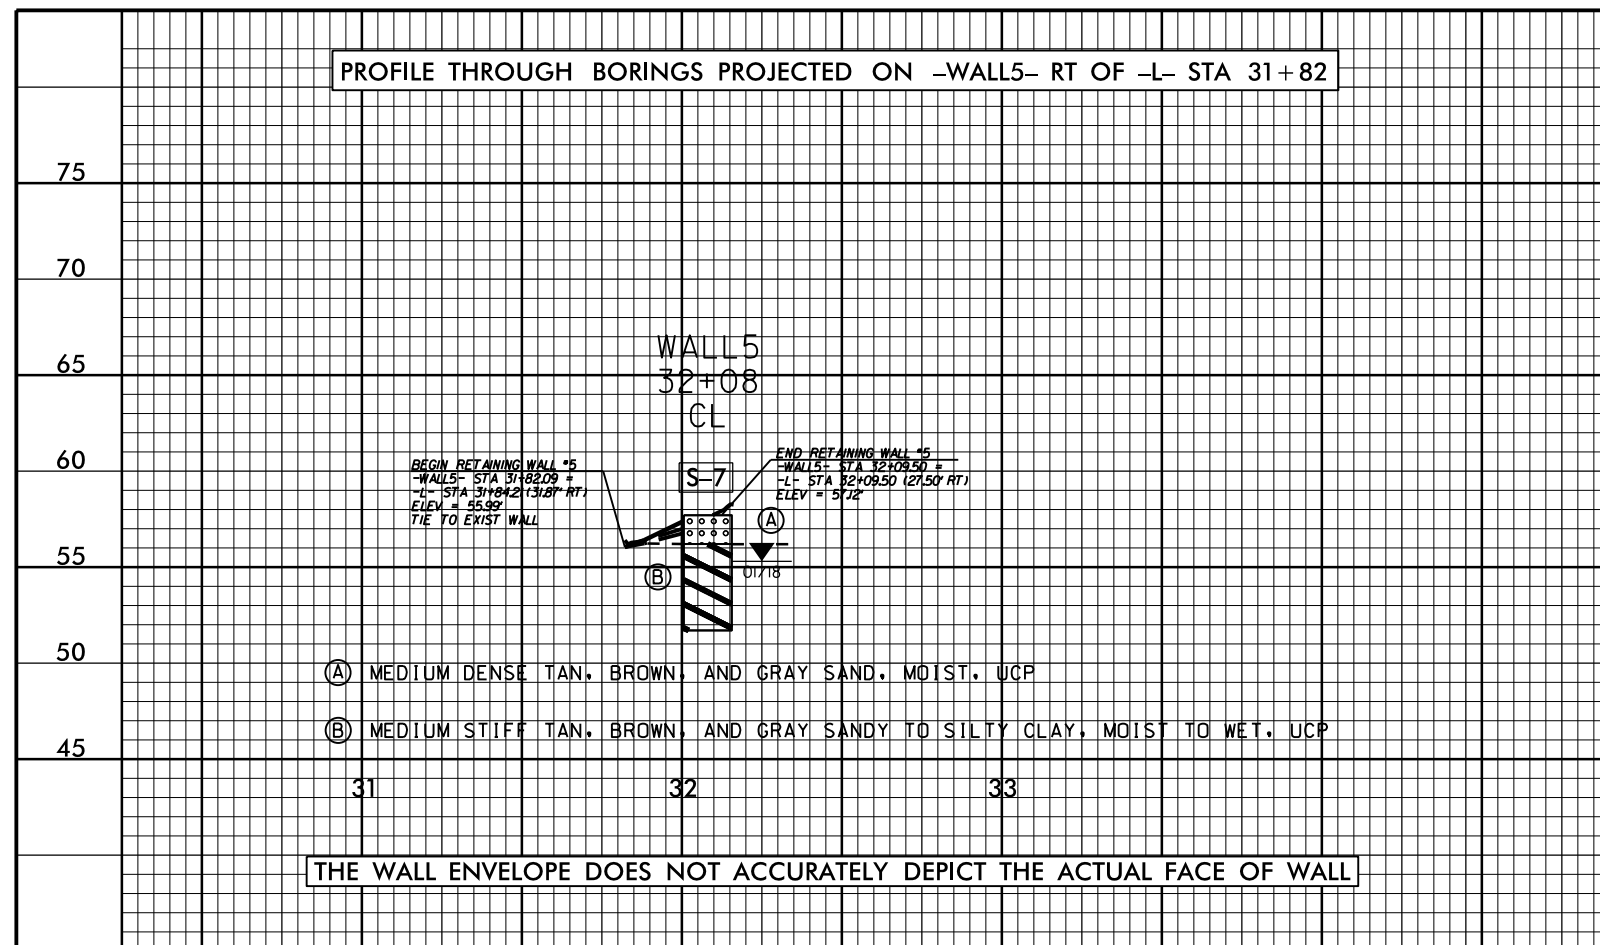 PROFILE THROUGH BORINGS PROJECTED ON -WALL5- RT OF -L- STA 31+82
75
70
65
60
55
50
45
WALL5
32+08
CL
S-7
BEGIN RETAINING WALL #5
-WALL5- STA 31+82.09 =
-L- STA 31+84.21 (31.87' RT)
ELEV = 55.99'
TIE TO EXIST WALL
END RETAINING WALL #5
-WALL5- STA 32+09.50 =
-L- STA 32+09.50 (27.50' RT)
ELEV = 57.12'
A
B
01/18
A MEDIUM DENSE TAN, BROWN, AND GRAY SAND, MOIST, UCP
B MEDIUM STIFF TAN, BROWN, AND GRAY SANDY TO SILTY CLAY, MOIST TO WET, UCP
31 32 33
THE WALL ENVELOPE DOES NOT ACCURATELY DEPICT THE ACTUAL FACE OF WALL